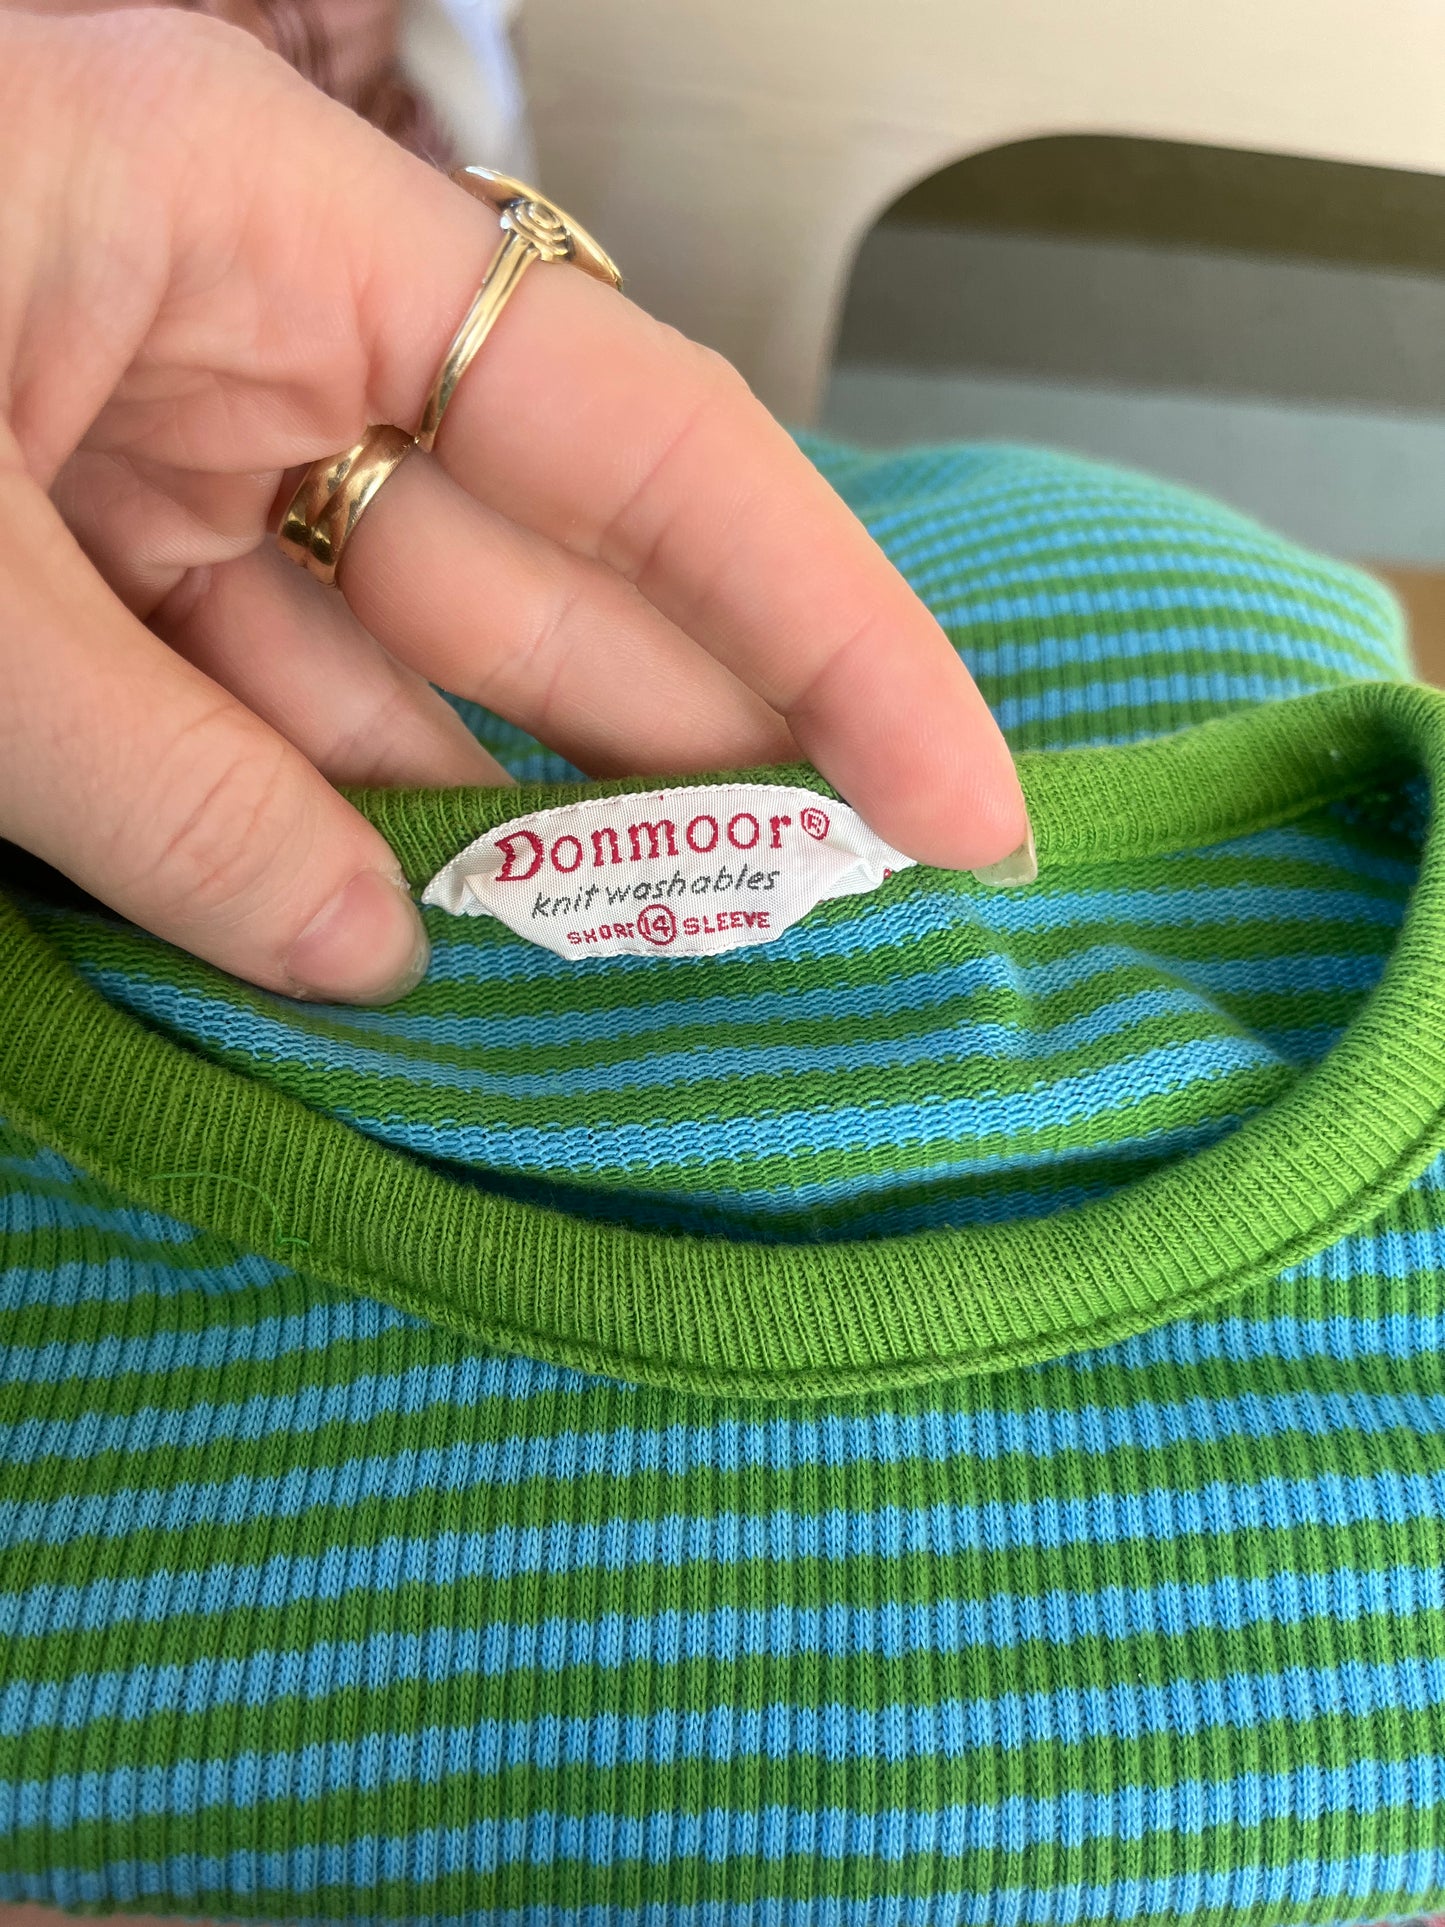 Donmoor®
knit washables
SHORT 14 SLEEVE